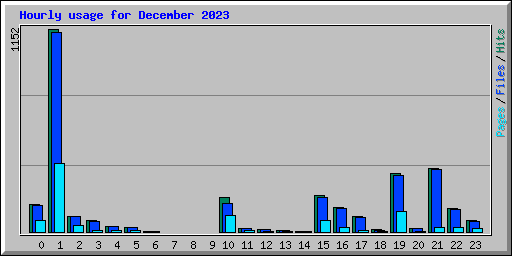 Hourly usage for December 2023
1152
Pages/Files/Hits
0 1 2 3 4 5 6 7 8 9 10 11 12 13 14 15 16 17 18 19 20 21 22 23